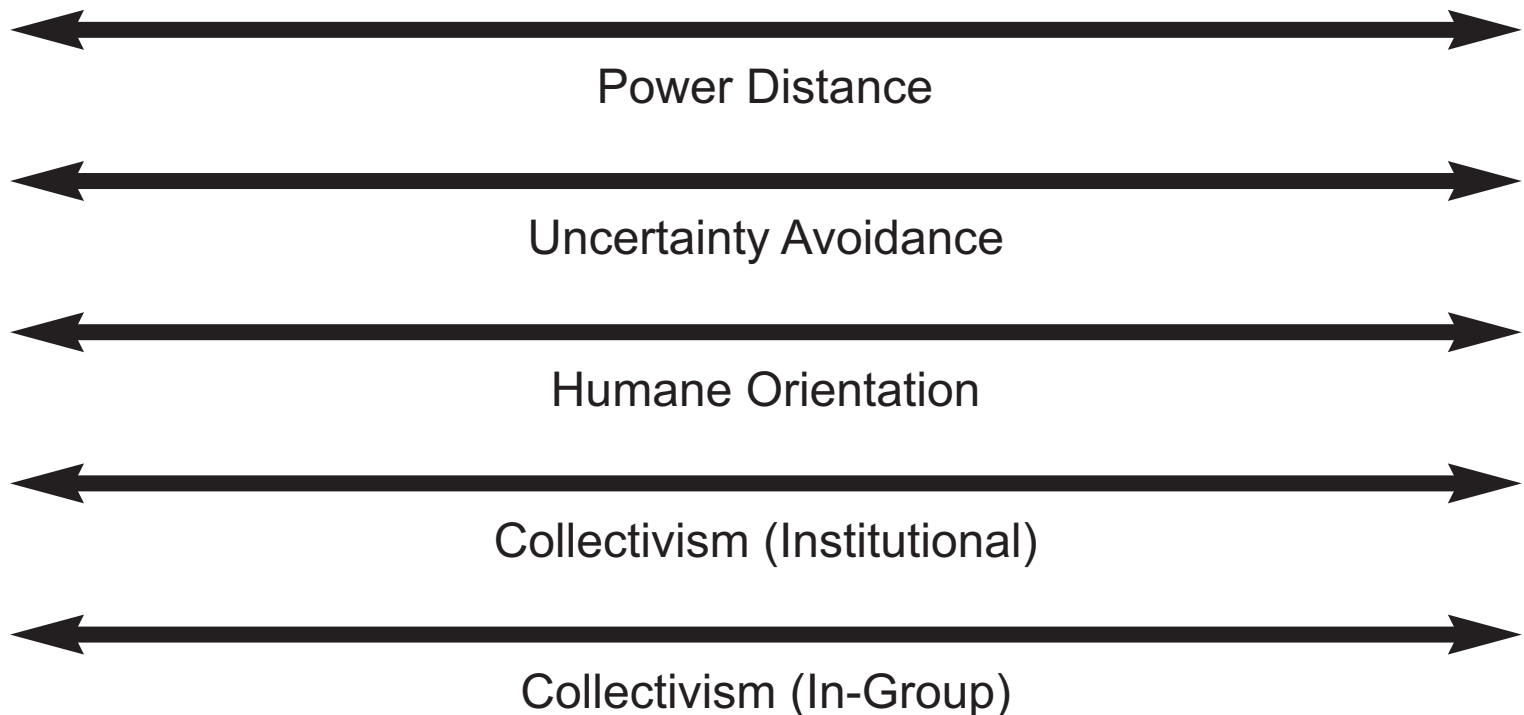 Power Distance
Uncertainty Avoidance
Humane Orientation
Collectivism (Institutional)
Collectivism (In-Group)